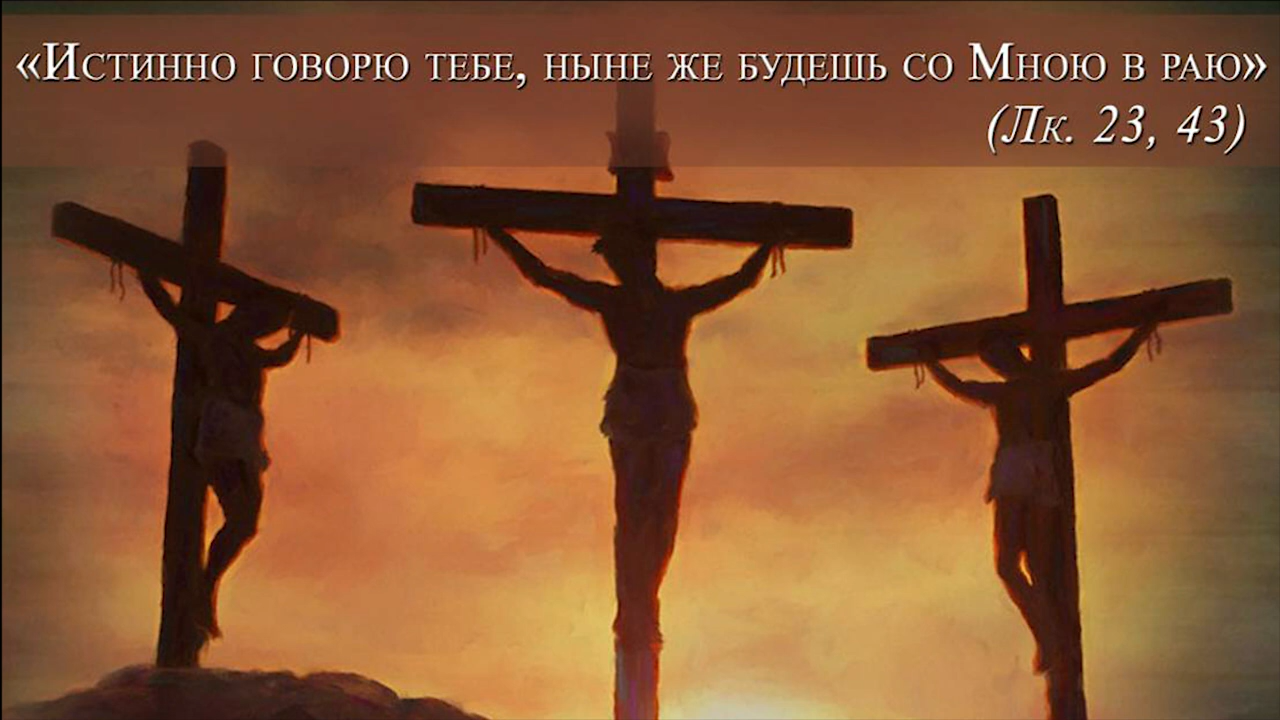 «Истинно говорю тебе, ныне же будешь со Мною в раю»
(Лк. 23, 43)